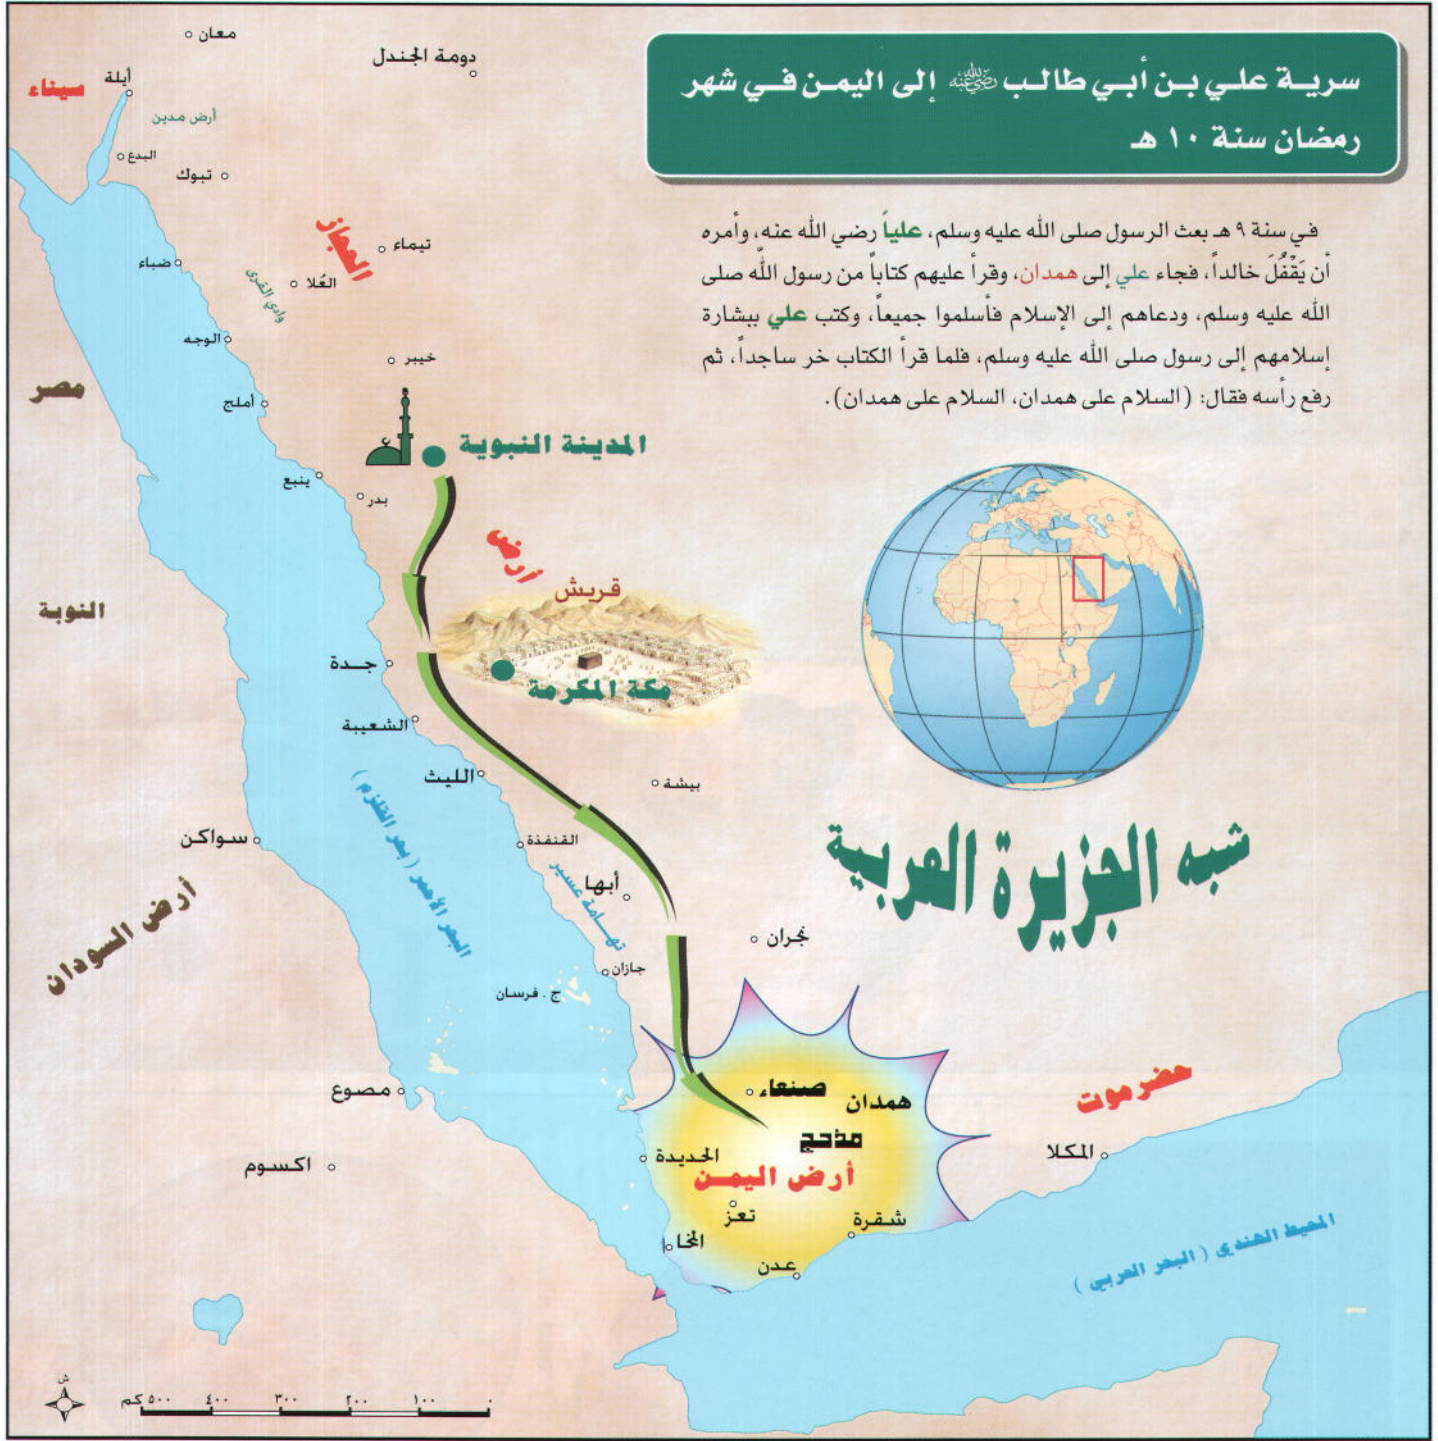 سرية علي بن أبي طالب رضي الله عنه إلى اليمن في شهر
رمضان سنة ١٠ هـ
في سنة ٩ هـ بعث الرسول صلى الله عليه وسلم، علياً رضي الله عنه، وأمره
أن يَقْفُلَ خالداً، فجاء علي إلى همدان، وقرأ عليهم كتاباً من رسول الله صلى
الله عليه وسلم، ودعاهم إلى الإسلام فأسلموا جميعاً، وكتب علي ببشارة
إسلامهم إلى رسول صلى الله عليه وسلم، فلما قرأ الكتاب خر ساجداً، ثم
رفع رأسه فقال: (السلام على همدان، السلام على همدان).
معان
دومة الجندل
أيلة
سيناء
أرض مدين
البدع
تبوك
الحجاز
تيماء
ضباء
العُلا
وادي القرى
الوجه
خيبر
مصر
أملج
المدينة النبوية
ينبع
بدر
أرض
قريش
النوبة
جدة
مكة المكرمة
الشعيبة
الليث
بيشة
البحر الأحمر (بحر القلزم)
سواكن
القنفذة
شبه الجزيرة العربية
أبها
تهامة عسير
أرض السودان
نجران
جازان
ج . فرسان
مصوع
صنعاء
همدان
حضرموت
مذحج
المكلا
الحديدة
اكسوم
أرض اليمن
تعز
شقرة
المخا
عدن
المحيط الهندي (البحر العربي)
ش
٥٠٠ كم ٤٠٠ ٣٠٠ ٢٠٠ ١٠٠ ٠